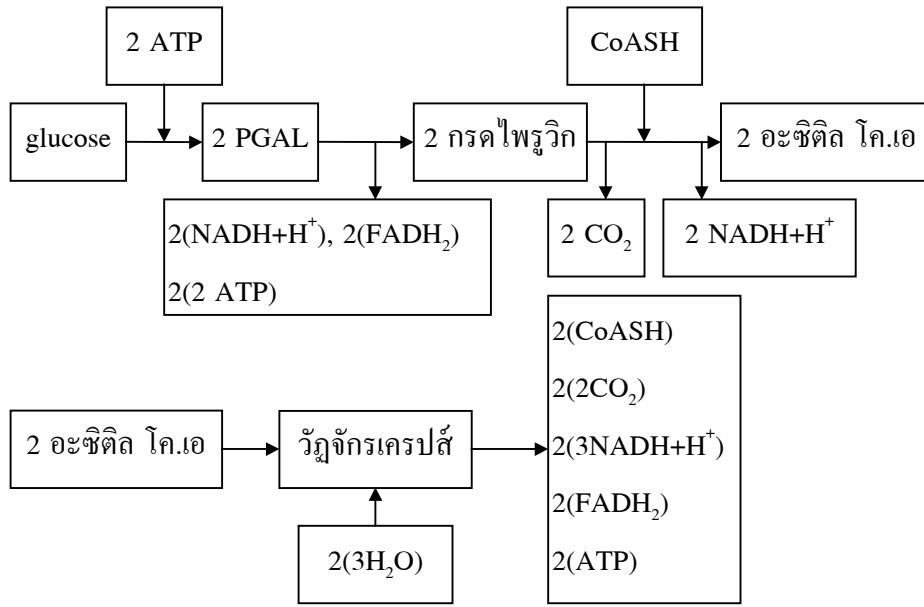 2 ATP
CoASH
glucose
2 PGAL
2 กรดไพรูวิก
2 อะซิติล โค.เอ
2(NADH+H⁺), 2(FADH₂)
2(2 ATP)
2 CO₂
2 NADH+H⁺
2 อะซิติล โค.เอ
วัฏจักรเครปส์
2(3H₂O)
2(CoASH)
2(2CO₂)
2(3NADH+H⁺)
2(FADH₂)
2(ATP)